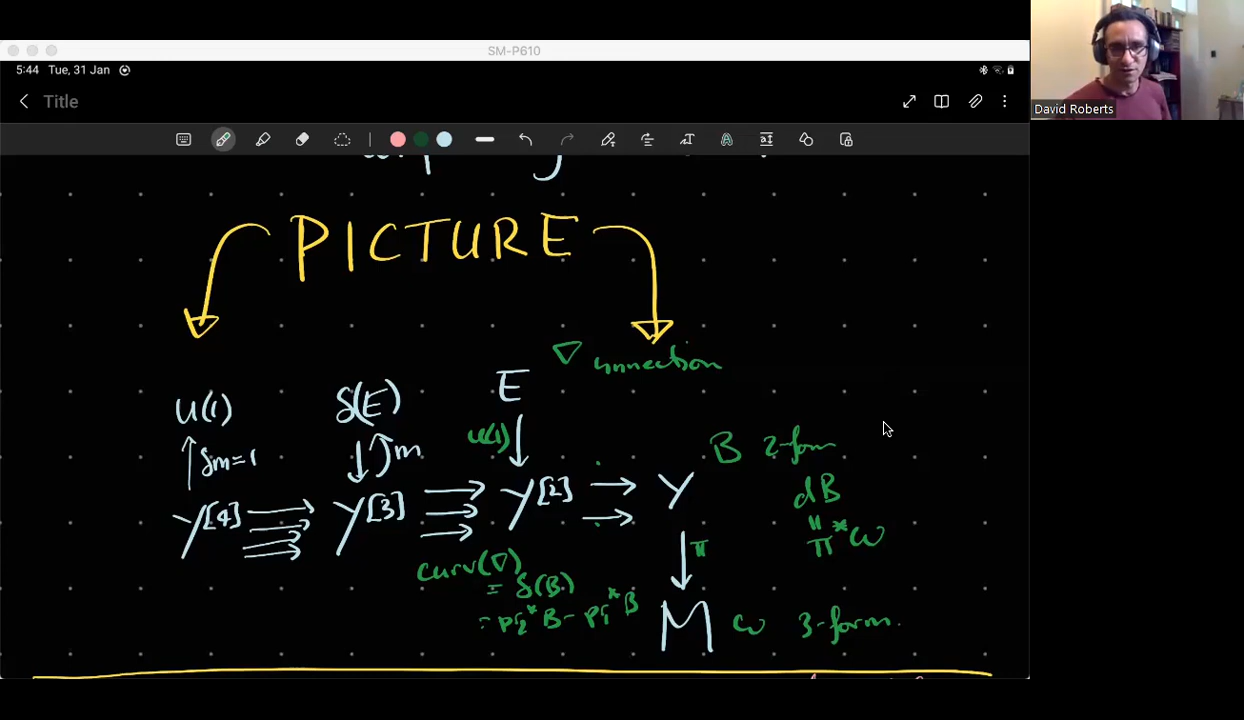 SM-P610
5:44 Tue, 31 Jan
David Roberts
Title
PICTURE
∇ connection
U(1) δ(E) E
δm=1 m U(1) B 2-form
Y[4] Y[3] Y[2] Y dB
π = π*ω
curv(∇)
= δ(B)
= pr₂*B - pr₁*B
M ω 3-form.